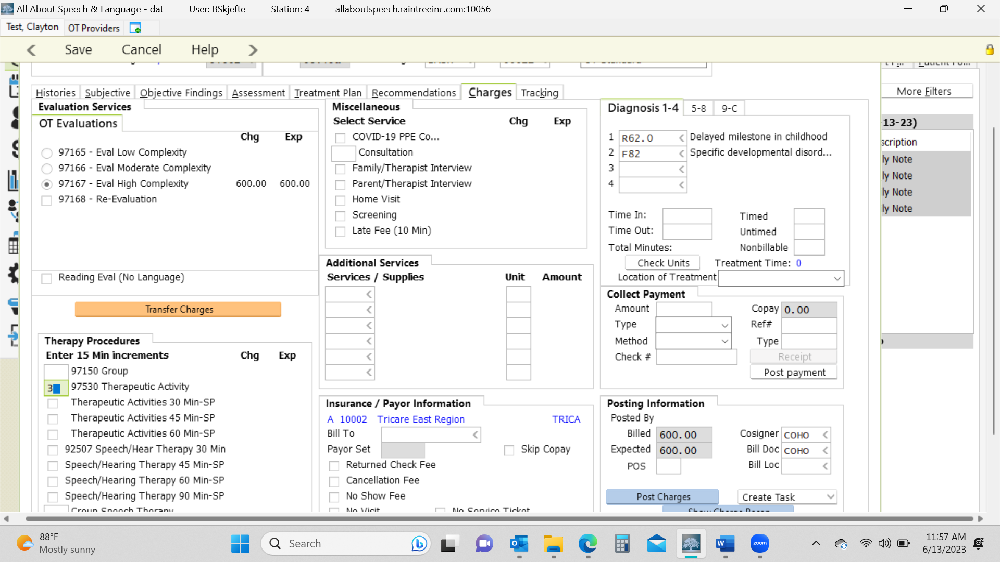 All About Speech & Language - dat User: BSkjefte Station: 4 allaboutspeech.raintreeinc.com:10056
Test, Clayton OT Providers
Save Cancel Help
Histories Subjective Objective Findings Assessment Treatment Plan Recommendations Charges Tracking
More Filters
Evaluation Services
OT Evaluations
Chg Exp
97165 - Eval Low Complexity
97166 - Eval Moderate Complexity
97167 - Eval High Complexity 600.00 600.00
97168 - Re-Evaluation
Reading Eval (No Language)
Transfer Charges
Therapy Procedures
Enter 15 Min increments Chg Exp
97150 Group
3 97530 Therapeutic Activity
Therapeutic Activities 30 Min-SP
Therapeutic Activities 45 Min-SP
Therapeutic Activities 60 Min-SP
92507 Speech/Hear Therapy 30 Min
Speech/Hearing Therapy 45 Min-SP
Speech/Hearing Therapy 60 Min-SP
Speech/Hearing Therapy 90 Min-SP
Group Speech Therapy
Miscellaneous
Select Service Chg Exp
COVID-19 PPE Co...
Consultation
Family/Therapist Interview
Parent/Therapist Interview
Home Visit
Screening
Late Fee (10 Min)
Additional Services
Services / Supplies Unit Amount
Insurance / Payor Information
A 10002 Tricare East Region TRICA
Bill To
Payor Set Skip Copay
Returned Check Fee
Cancellation Fee
No Show Fee
No Visit No Service Ticket
Diagnosis 1-4 5-8 9-C
1 R62.0 Delayed milestone in childhood
2 F82 Specific developmental disord...
3
4
Time In: Timed
Time Out: Untimed
Total Minutes: Nonbillable
Check Units Treatment Time: 0
Location of Treatment
Collect Payment
Amount Copay 0.00
Type Ref#
Method Type
Check # Receipt
Post payment
Posting Information
Posted By
Billed 600.00 Cosigner COHO
Expected 600.00 Bill Doc COHO
POS Bill Loc
Post Charges Create Task
Show Charge Recap
13-23)
scription
ly Note
ly Note
ly Note
ly Note
88°F
Mostly sunny
Search
zoom
11:57 AM
6/13/2023